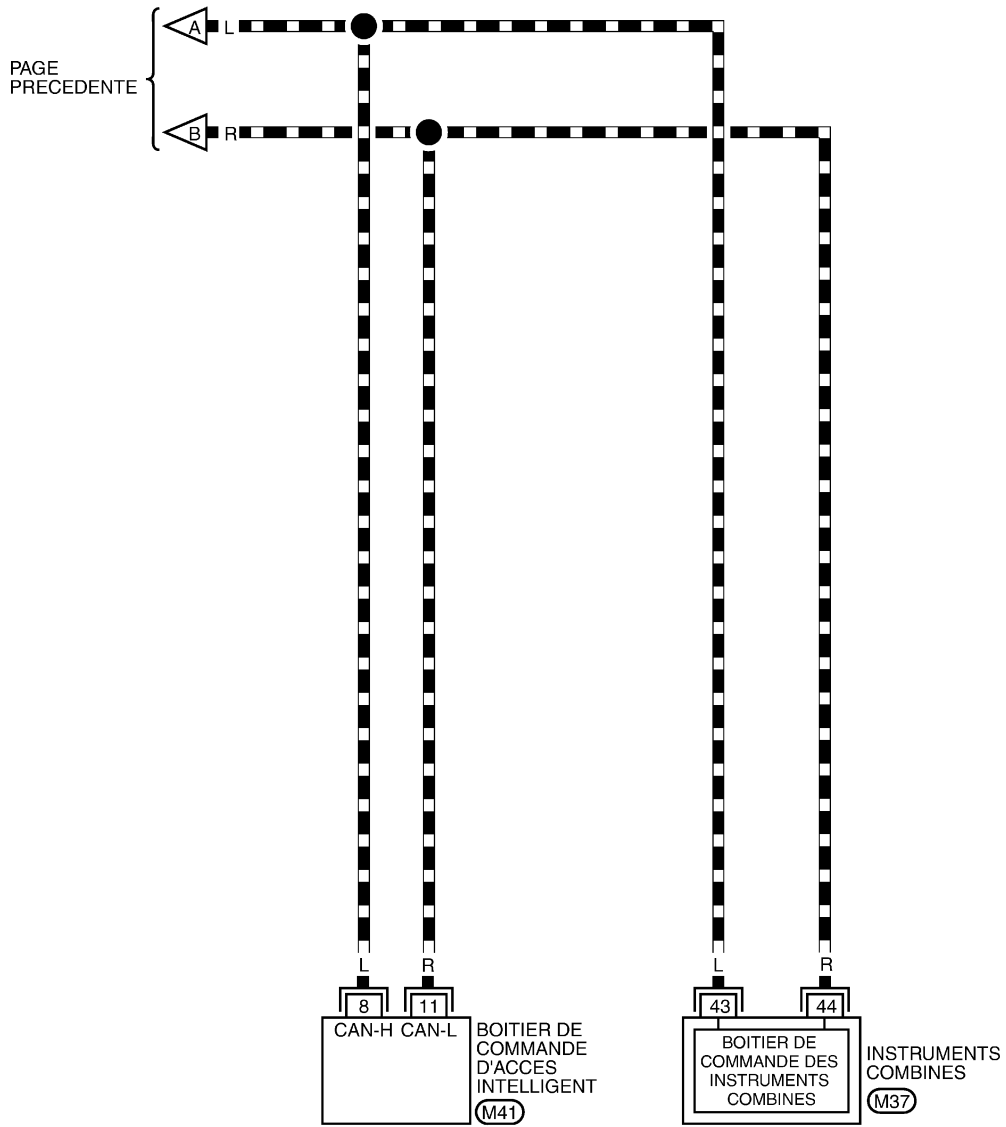 A
L
PAGE
PRECEDENTE
B
R
L
R
L
R
8
11
43
44
CAN-H
CAN-L
BOITIER DE
COMMANDE
D'ACCES
INTELLIGENT
M41
BOITIER DE
COMMANDE DES
INSTRUMENTS
COMBINES
INSTRUMENTS
COMBINES
M37